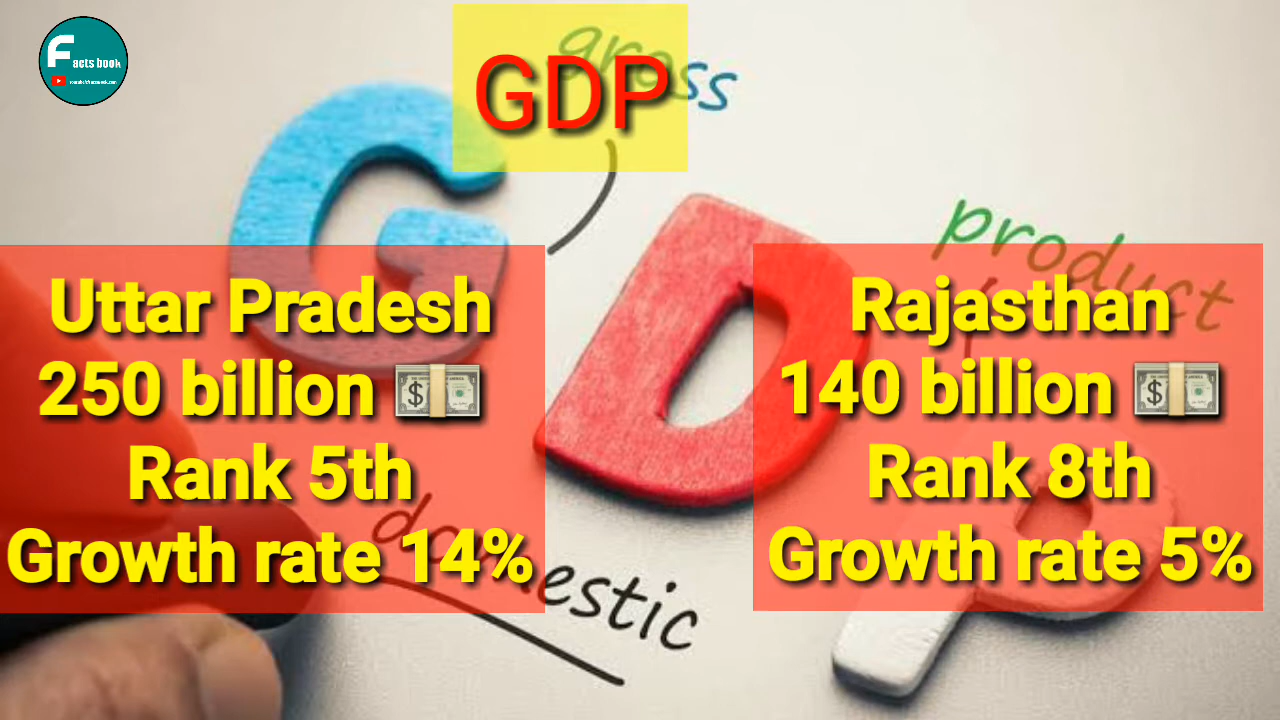 Facts book
GDP
gross
product
domestic
Uttar Pradesh
250 billion 💵
Rank 5th
Growth rate 14%
Rajasthan
140 billion 💵
Rank 8th
Growth rate 5%